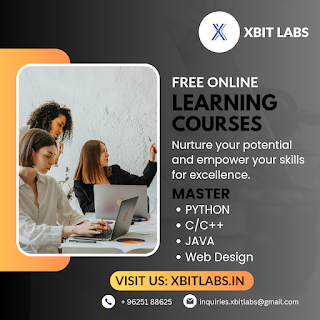 XBIT LABS
FREE ONLINE
LEARNING
COURSES
Nurture your potential
and empower your skills
for excellence.
MASTER
• PYTHON
• C/C++
• JAVA
• Web Design
VISIT US: XBITLABS.IN
+ 96251 88625
inquiries.xbitlabs@gmail.com